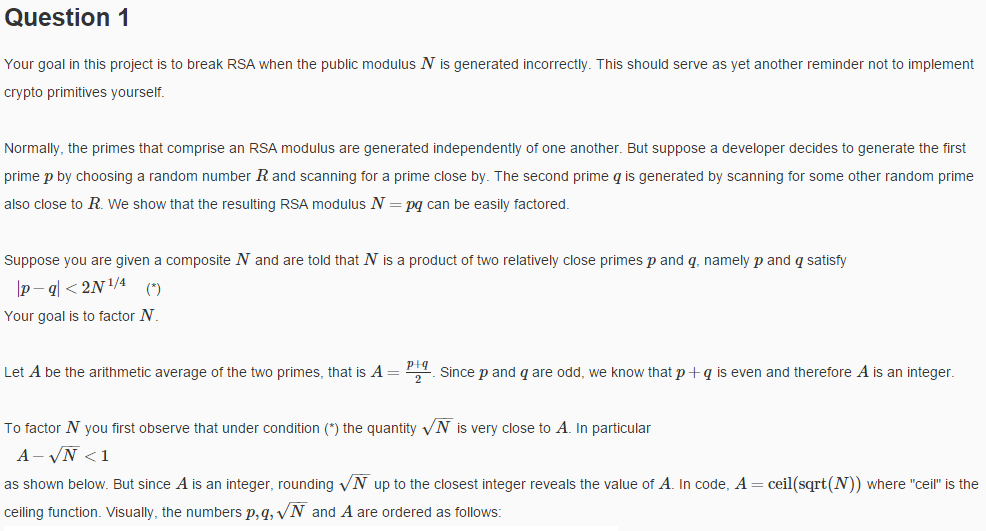 Question 1
Your goal in this project is to break RSA when the public modulus N is generated incorrectly. This should serve as yet another reminder not to implement
crypto primitives yourself.
Normally, the primes that comprise an RSA modulus are generated independently of one another. But suppose a developer decides to generate the first
prime p by choosing a random number R and scanning for a prime close by. The second prime q is generated by scanning for some other random prime
also close to R. We show that the resulting RSA modulus N = pq can be easily factored.
Suppose you are given a composite N and are told that N is a product of two relatively close primes p and q, namely p and q satisfy
|p − q| < 2N^{1/4} (*)
Your goal is to factor N.
Let A be the arithmetic average of the two primes, that is A = \frac{p+q}{2}. Since p and q are odd, we know that p + q is even and therefore A is an integer.
To factor N you first observe that under condition (*) the quantity √N is very close to A. In particular
A − √N < 1
as shown below. But since A is an integer, rounding √N up to the closest integer reveals the value of A. In code, A = ceil(sqrt(N)) where "ceil" is the
ceiling function. Visually, the numbers p, q, √N and A are ordered as follows: